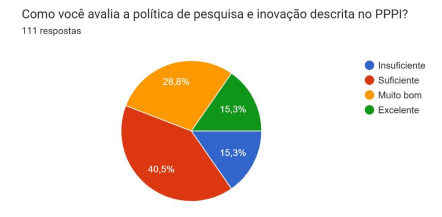 Como você avalia a política de pesquisa e inovação descrita no PPPI?
111 respostas
Insuficiente
Suficiente
Muito bom
Excelente
28,8%
15,3%
15,3%
40,5%